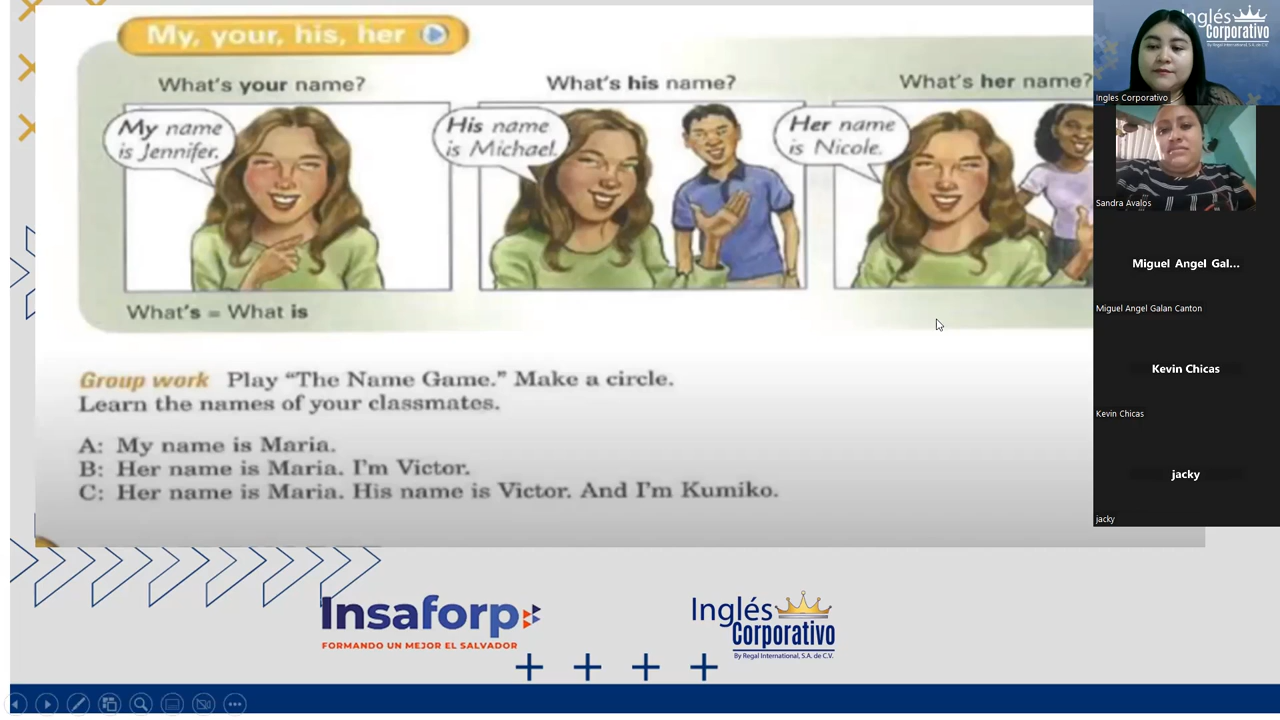 My, your, his, her
What's your name?
What's his name?
What's her name?
My name
is Jennifer.
His name
is Michael.
Her name
is Nicole.
What's = What is
Group work Play “The Name Game.” Make a circle.
Learn the names of your classmates.
A: My name is Maria.
B: Her name is Maria. I'm Victor.
C: Her name is Maria. His name is Victor. And I'm Kumiko.
Insaforp
FORMANDO UN MEJOR EL SALVADOR
Inglés
Corporativo
By Regal International, S.A. de C.V.
Inglés
Corporativo
By Regal International, S.A. de C.V.
Ingles Corporativo
Sandra Avalos
Miguel Angel Gal...
Miguel Angel Galan Canton
Kevin Chicas
Kevin Chicas
jacky
jacky